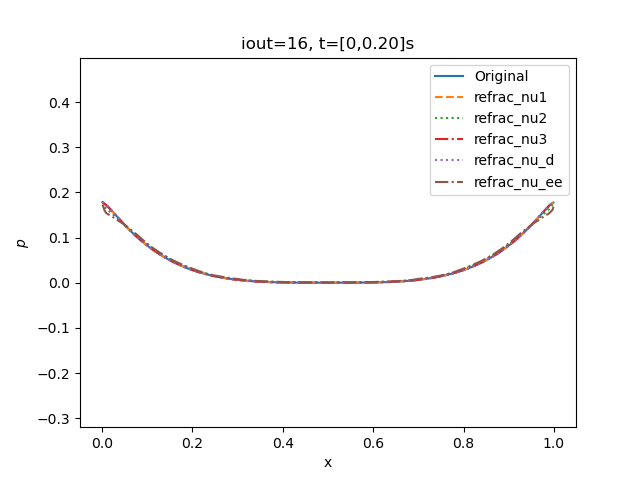 iout=16, t=[0,0.20]s
Original
refrac_nu1
refrac_nu2
refrac_nu3
refrac_nu_d
refrac_nu_ee
0.4
0.3
0.2
0.1
0.0
−0.1
−0.2
−0.3
p
0.0 0.2 0.4 0.6 0.8 1.0
x